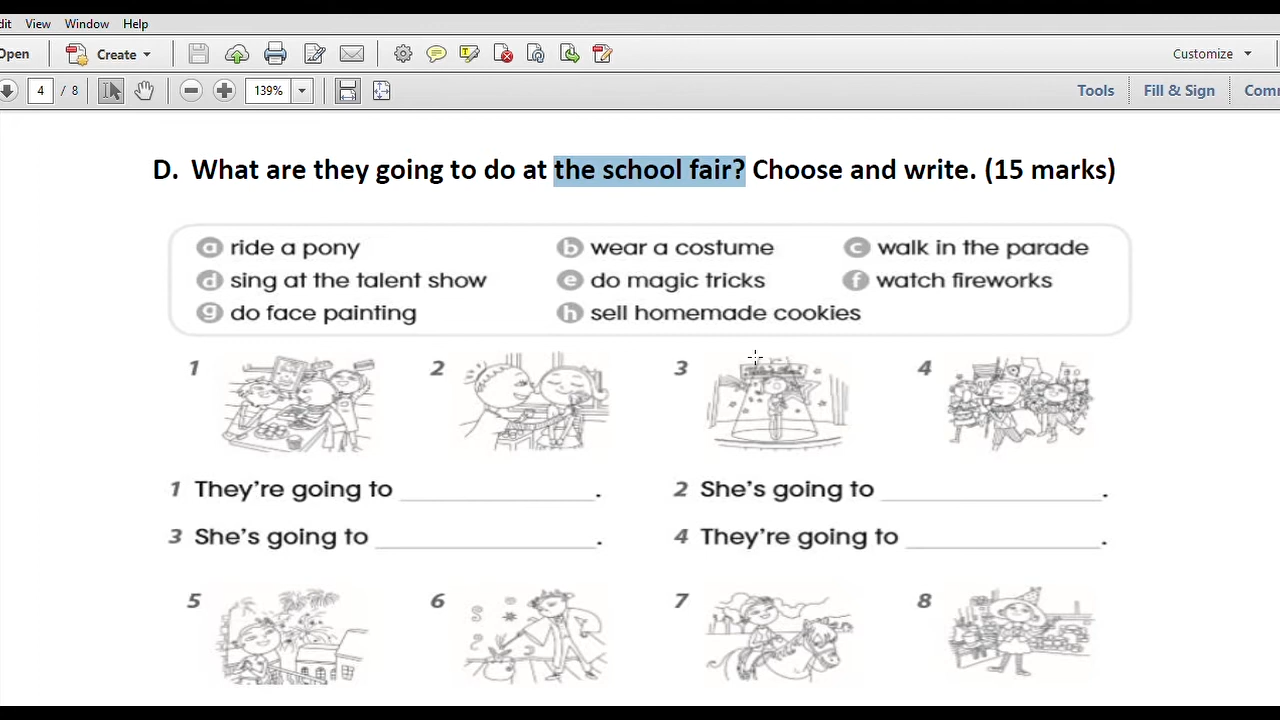 dit View Window Help
Open Create Customize
4 / 8 139% Tools Fill & Sign Comm
D. What are they going to do at the school fair? Choose and write. (15 marks)
a ride a pony b wear a costume c walk in the parade
d sing at the talent show e do magic tricks f watch fireworks
g do face painting h sell homemade cookies
1 2 3 4
1 They're going to ____________. 2 She's going to ____________.
3 She's going to ____________. 4 They're going to ____________.
5 6 7 8